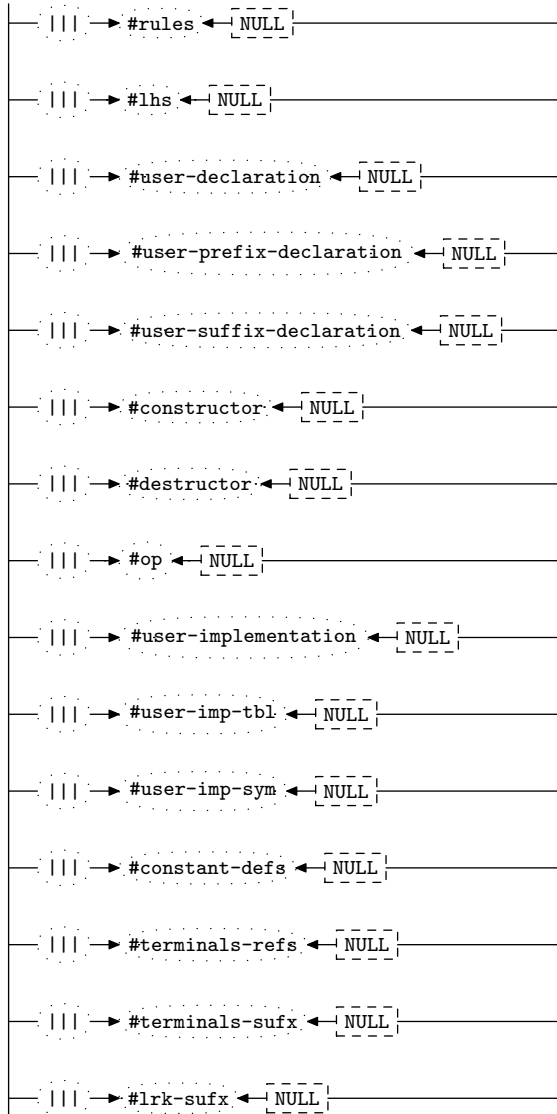 ||| #rules NULL
||| #lhs NULL
||| #user-declaration NULL
||| #user-prefix-declaration NULL
||| #user-suffix-declaration NULL
||| #constructor NULL
||| #destructor NULL
||| #op NULL
||| #user-implementation NULL
||| #user-imp-tbl NULL
||| #user-imp-sym NULL
||| #constant-defs NULL
||| #terminals-refs NULL
||| #terminals-sufx NULL
||| #lrk-sufx NULL